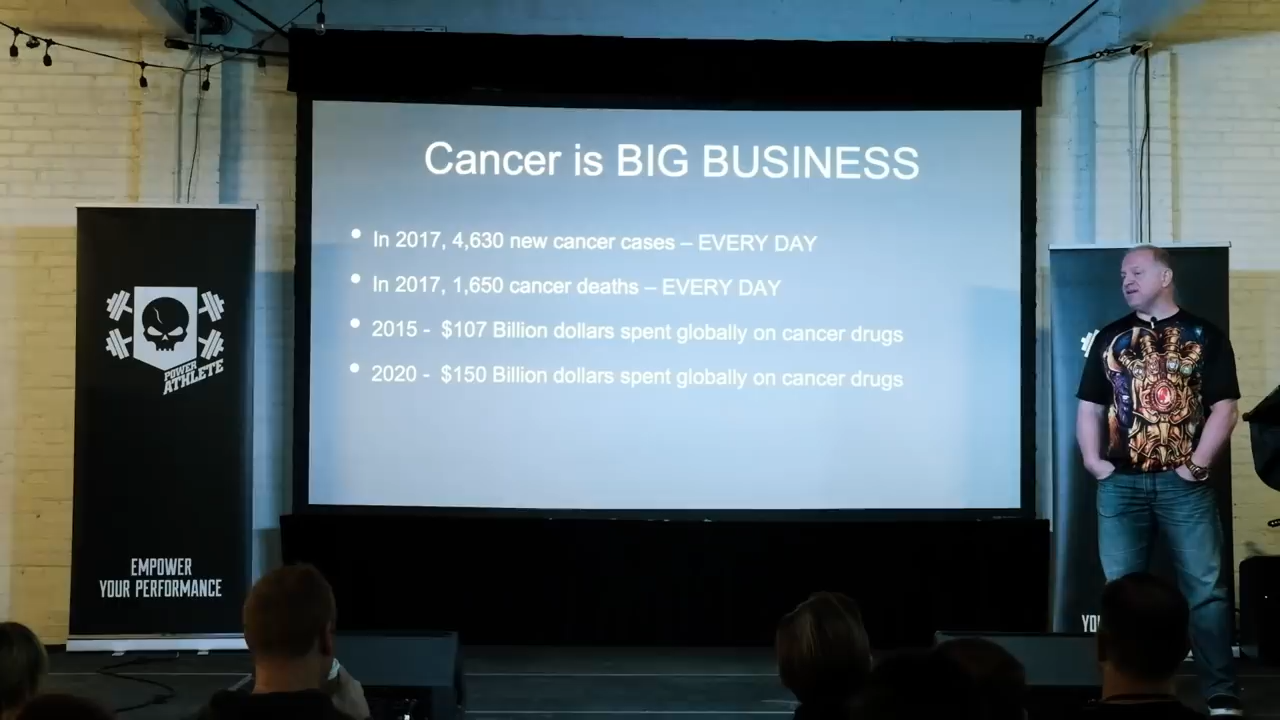 Cancer is BIG BUSINESS
• In 2017, 4,630 new cancer cases – EVERY DAY
• In 2017, 1,650 cancer deaths – EVERY DAY
• 2015 - $107 Billion dollars spent globally on cancer drugs
• 2020 - $150 Billion dollars spent globally on cancer drugs
POWER
ATHLETE
EMPOWER
YOUR PERFORMANCE